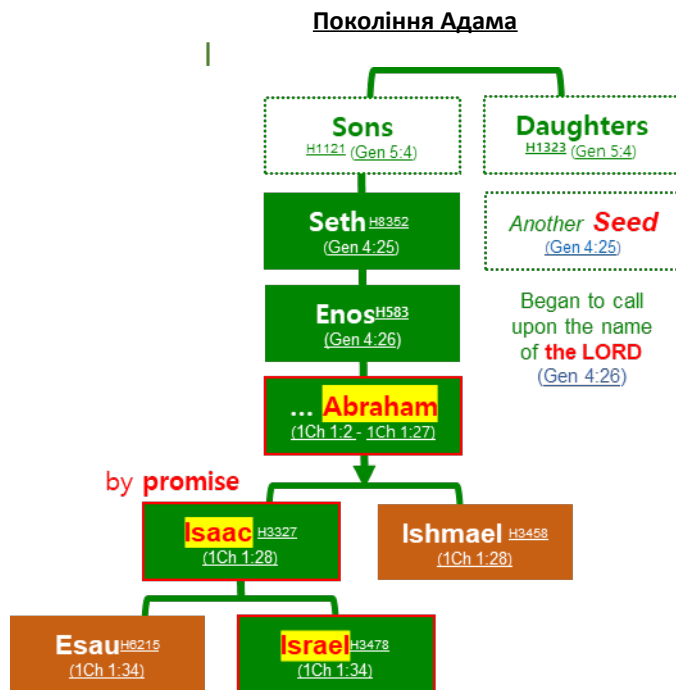 Покоління Адама
Sons
H1121 (Gen 5:4)
Daughters
H1323 (Gen 5:4)
Seth H8352
(Gen 4:25)
Another Seed
(Gen 4:25)
Enos H583
(Gen 4:26)
Began to call
upon the name
of the LORD
(Gen 4:26)
... Abraham
(1Ch 1:2 - 1Ch 1:27)
by promise
Isaac H3327
(1Ch 1:28)
Ishmael H3458
(1Ch 1:28)
Esau H6215
(1Ch 1:34)
Israel H3478
(1Ch 1:34)